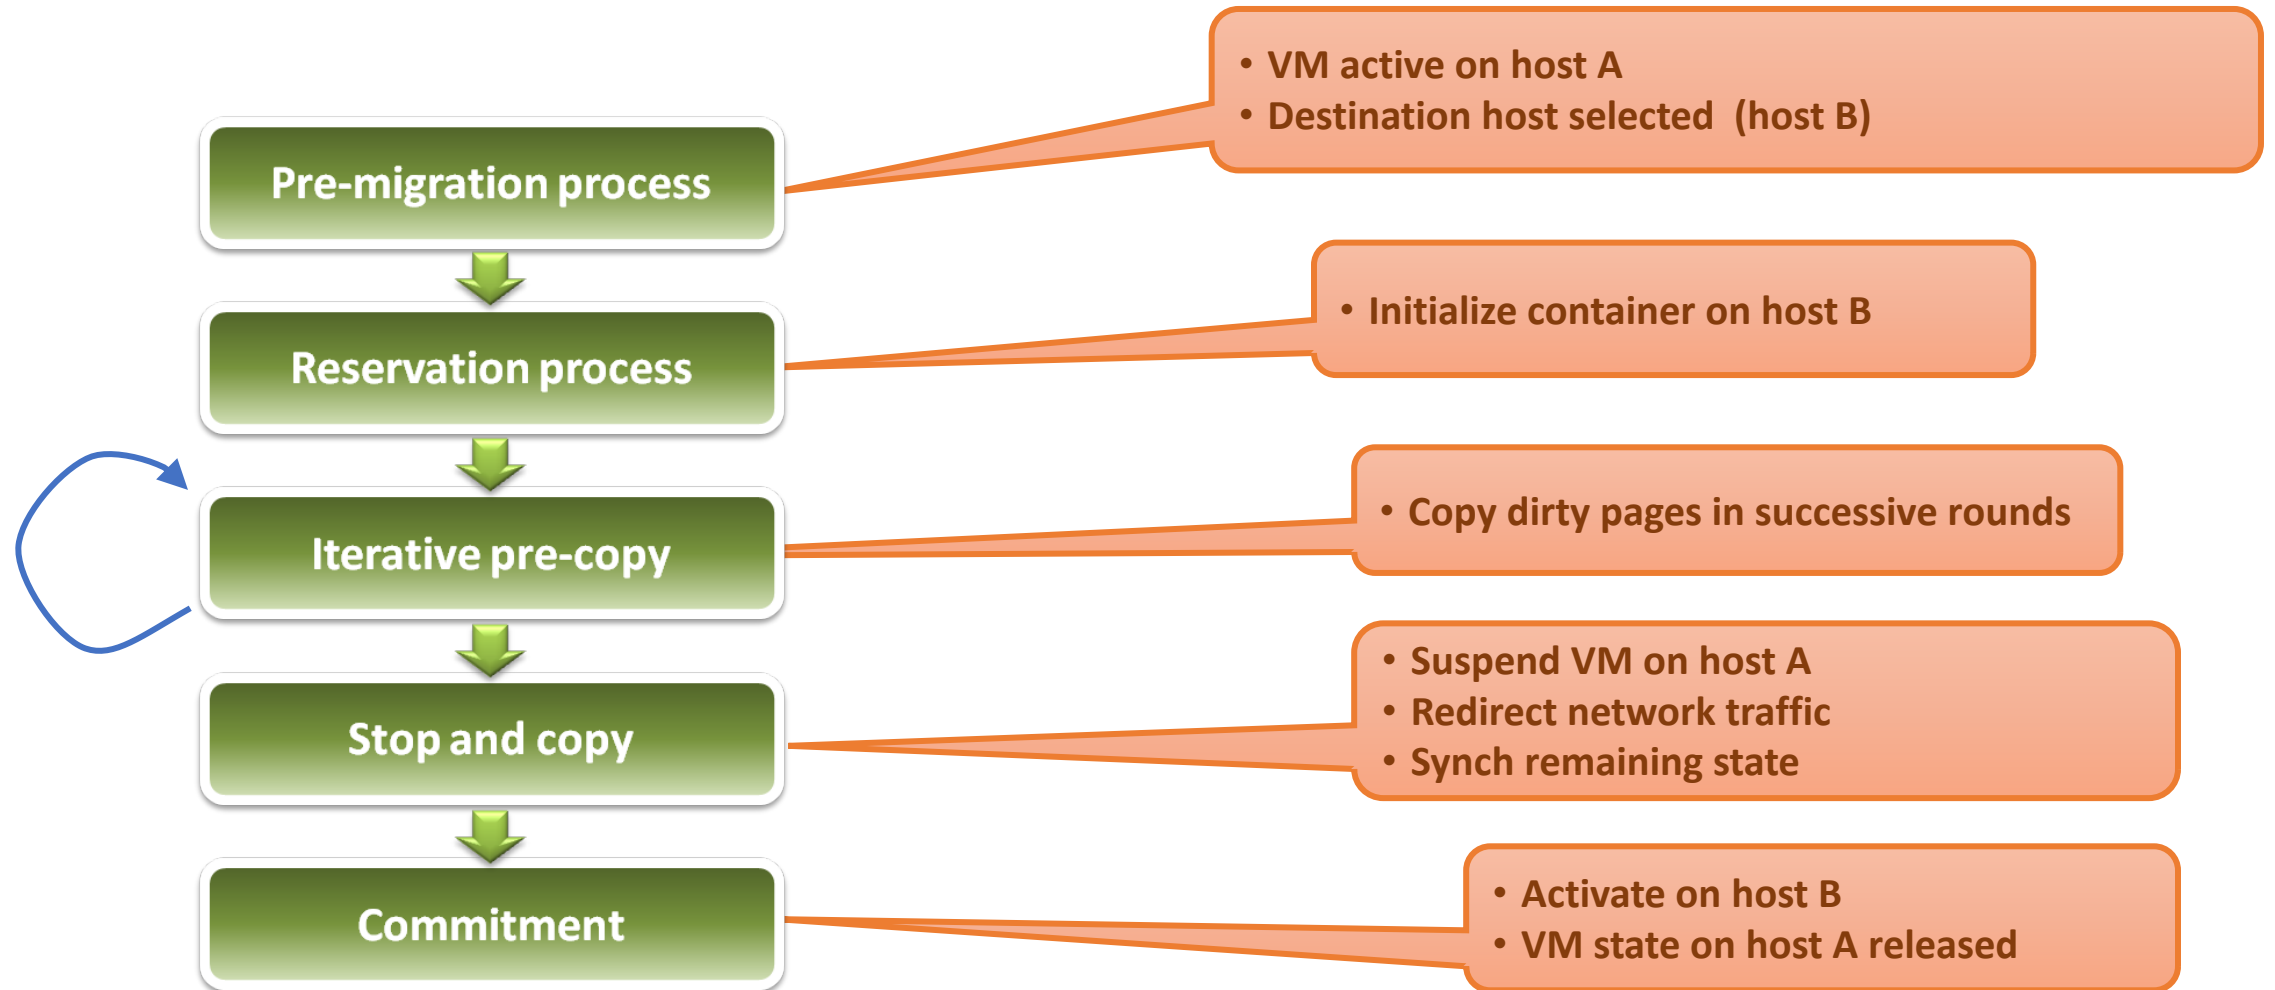 • VM active on host A
• Destination host selected (host B)
Pre-migration process
• Initialize container on host B
Reservation process
• Copy dirty pages in successive rounds
Iterative pre-copy
• Suspend VM on host A
• Redirect network traffic
• Synch remaining state
Stop and copy
• Activate on host B
• VM state on host A released
Commitment